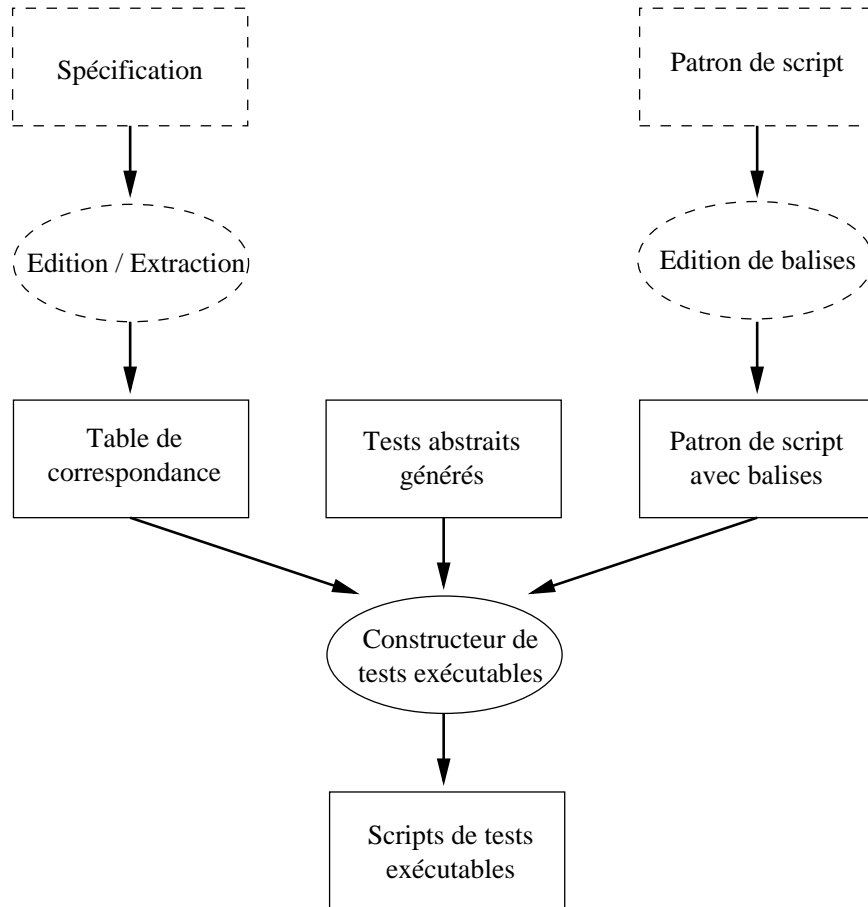 Spécification
Patron de script
Edition / Extraction
Edition de balises
Table de
correspondance
Tests abstraits
générés
Patron de script
avec balises
Constructeur de
tests exécutables
Scripts de tests
exécutables